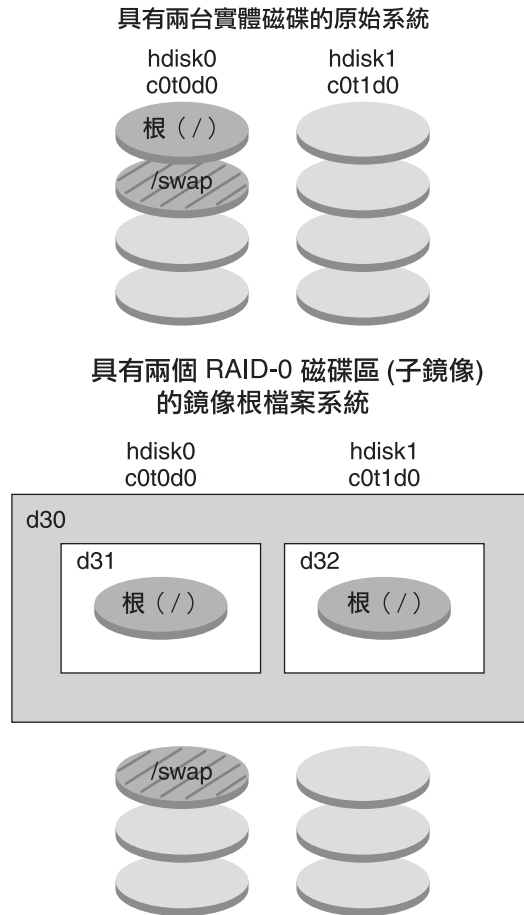 具有兩台實體磁碟的原始系統
hdisk0
c0t0d0
hdisk1
c0t1d0
根（/）
/swap
具有兩個 RAID-0 磁碟區 (子鏡像)
的鏡像根檔案系統
hdisk0
c0t0d0
hdisk1
c0t1d0
d30
d31
根（/）
d32
根（/）
/swap